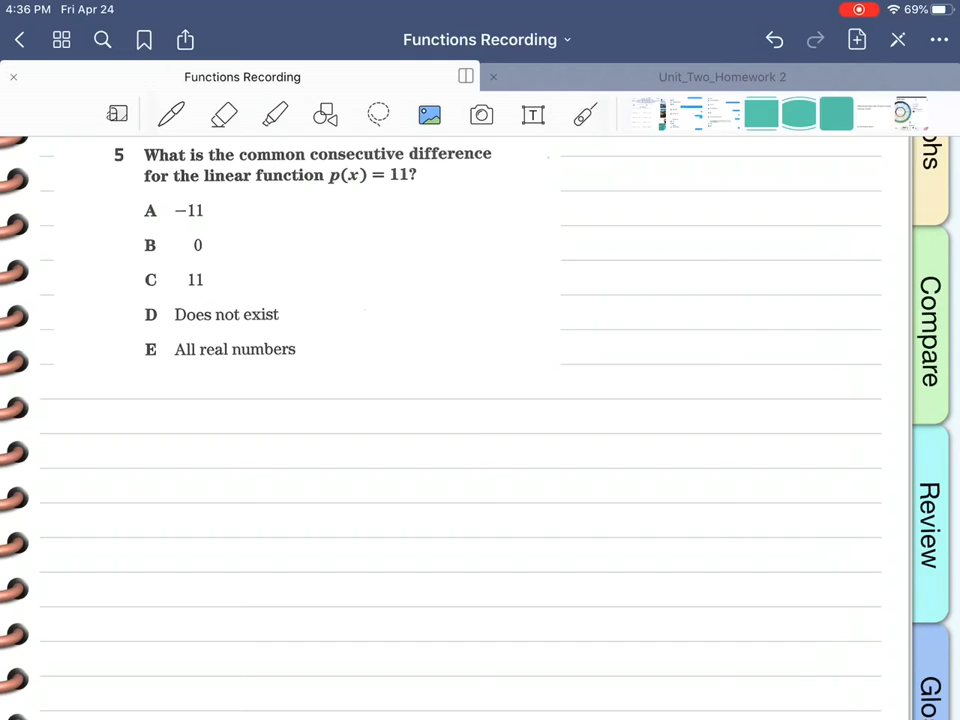 4:36 PM Fri Apr 24
69%
Functions Recording
Functions Recording
Unit_Two_Homework 2
5 What is the common consecutive difference
for the linear function p(x) = 11?
A −11
B 0
C 11
D Does not exist
E All real numbers
Compare
Review